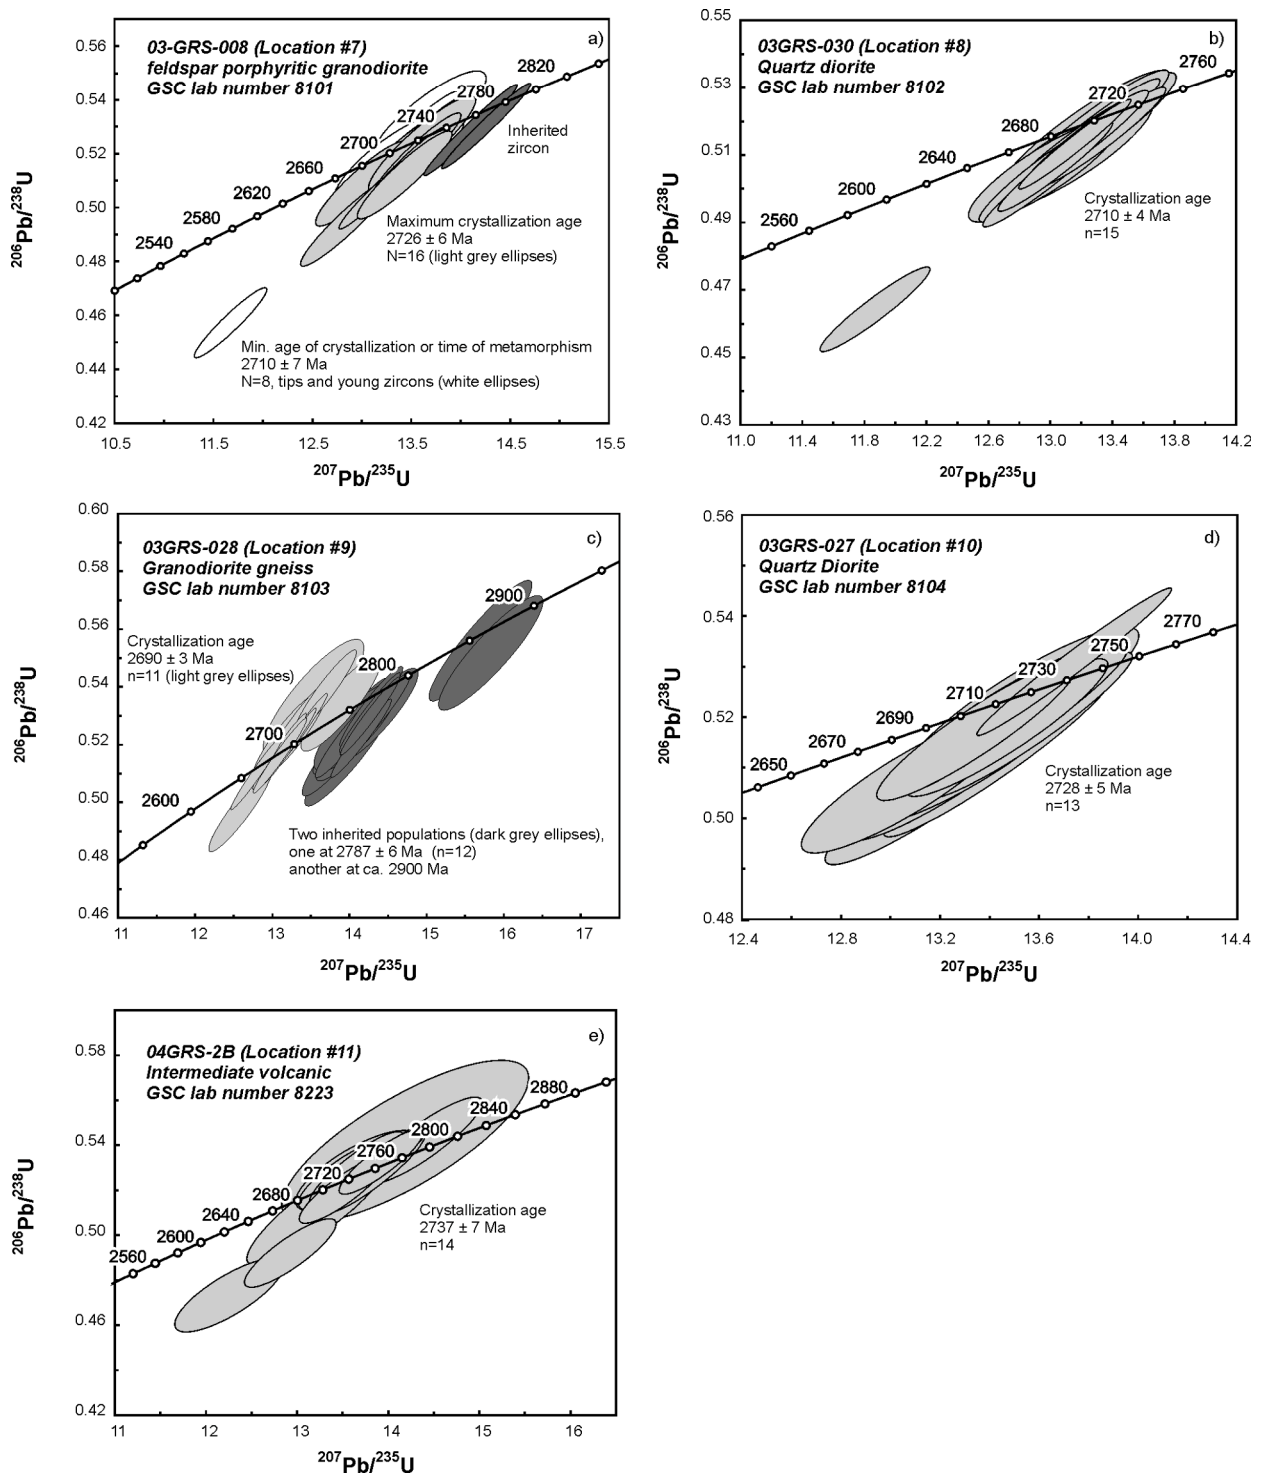 a)
03-GRS-008 (Location #7)
feldspar porphyritic granodiorite
GSC lab number 8101
0.56
0.54
0.52
0.50
0.48
0.46
0.44
0.42
206Pb/238U
2540
2580
2620
2660
2700
2740
2780
2820
Inherited
zircon
Maximum crystallization age
2726 ± 6 Ma
N=16 (light grey ellipses)
Min. age of crystallization or time of metamorphism
2710 ± 7 Ma
N=8, tips and young zircons (white ellipses)
10.5 11.5 12.5 13.5 14.5 15.5
207Pb/235U
b)
03GRS-030 (Location #8)
Quartz diorite
GSC lab number 8102
0.55
0.53
0.51
0.49
0.47
0.45
0.43
206Pb/238U
2560
2600
2640
2680
2720
2760
Crystallization age
2710 ± 4 Ma
n=15
11.0 11.4 11.8 12.2 12.6 13.0 13.4 13.8 14.2
207Pb/235U
c)
03GRS-028 (Location #9)
Granodiorite gneiss
GSC lab number 8103
0.60
0.58
0.56
0.54
0.52
0.50
0.48
0.46
206Pb/238U
Crystallization age
2690 ± 3 Ma
n=11 (light grey ellipses)
2600
2700
2800
2900
Two inherited populations (dark grey ellipses),
one at 2787 ± 6 Ma (n=12)
another at ca. 2900 Ma
11 12 13 14 15 16 17
207Pb/235U
d)
03GRS-027 (Location #10)
Quartz Diorite
GSC lab number 8104
0.56
0.54
0.52
0.50
0.48
206Pb/238U
2650
2670
2690
2710
2730
2750
2770
Crystallization age
2728 ± 5 Ma
n=13
12.4 12.8 13.2 13.6 14.0 14.4
207Pb/235U
e)
04GRS-2B (Location #11)
Intermediate volcanic
GSC lab number 8223
0.58
0.54
0.50
0.46
0.42
206Pb/238U
2560
2600
2640
2680
2720
2760
2800
2840
2880
Crystallization age
2737 ± 7 Ma
n=14
11 12 13 14 15 16
207Pb/235U